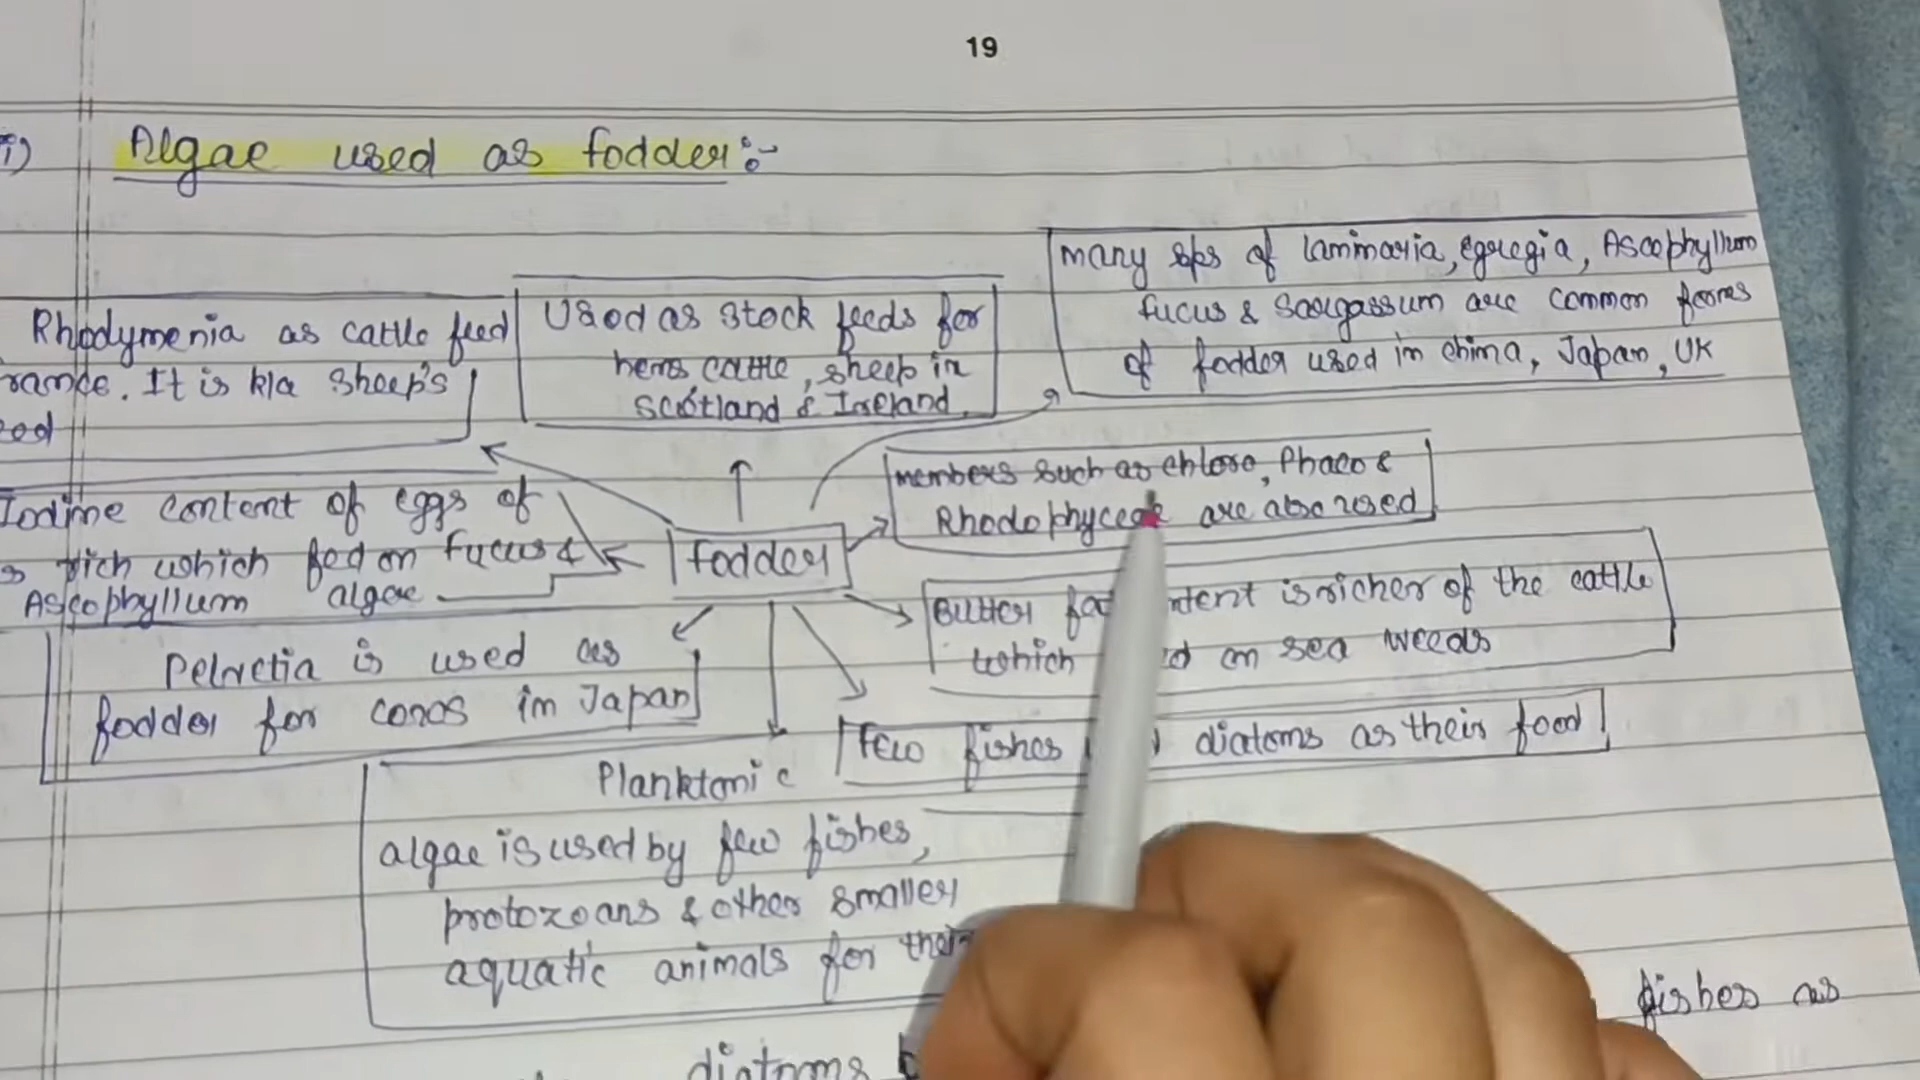 19
i) Algae used as fodder:-
many sps of laminaria, egregia, Ascophyllum
fucus & Sargassum are common forms
of fodder used in china, Japan, UK
Used as stock feeds for
hens cattle, sheep in
scotland & Ireland
Rhodymenia as cattle feed
rance. It is k/a sheep's
members such as chloro, Phaeo &
Rhodophyceae are also used
Iodine content of eggs of
rich which fed on fucus &
Ascophyllum algae
fodder
Butter fat is richer of the cattle
which on sea weeds
Pelvetia is used as
fodder for cows in Japan
few fishes diatoms as their food
Planktonic
algae is used by few fishes,
protozoans & other smaller
aquatic animals for
fishes as
diatoms